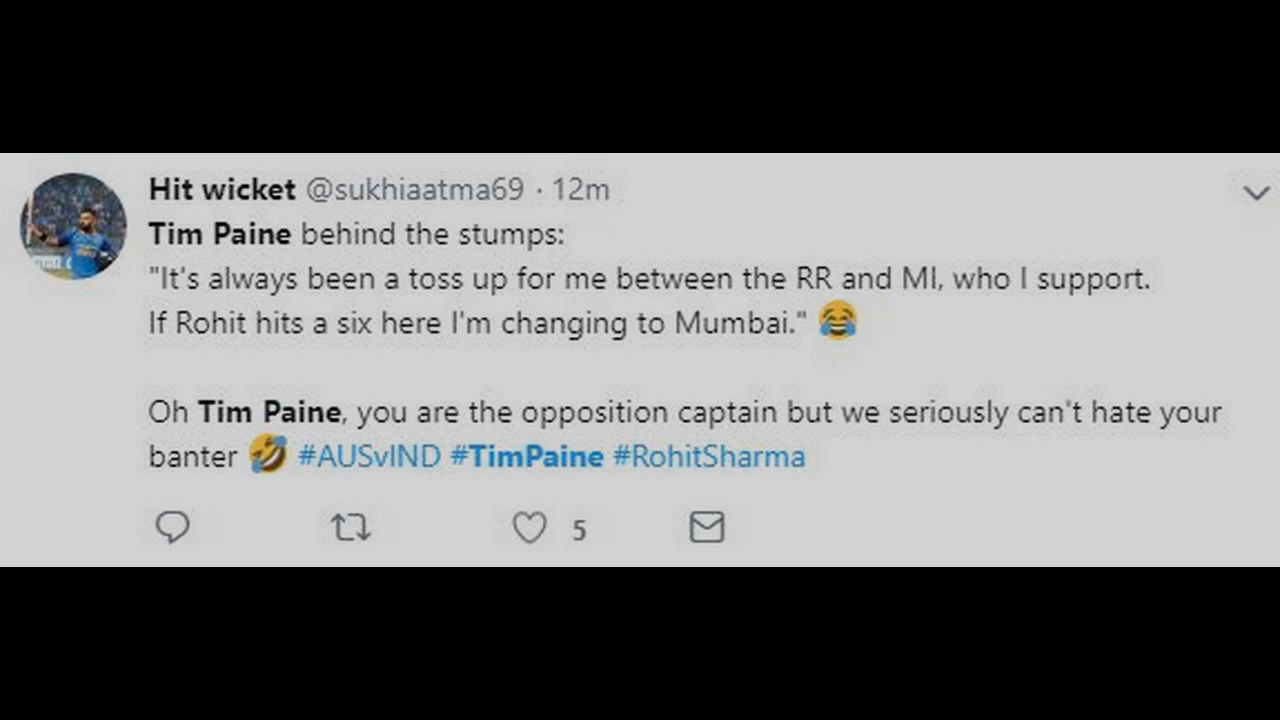 Hit wicket @sukhiaatma69 · 12m
Tim Paine behind the stumps:
"It's always been a toss up for me between the RR and MI, who I support.
If Rohit hits a six here I'm changing to Mumbai." 😂
Oh Tim Paine, you are the opposition captain but we seriously can't hate your
banter 🤣 #AUSvIND #TimPaine #RohitSharma
5